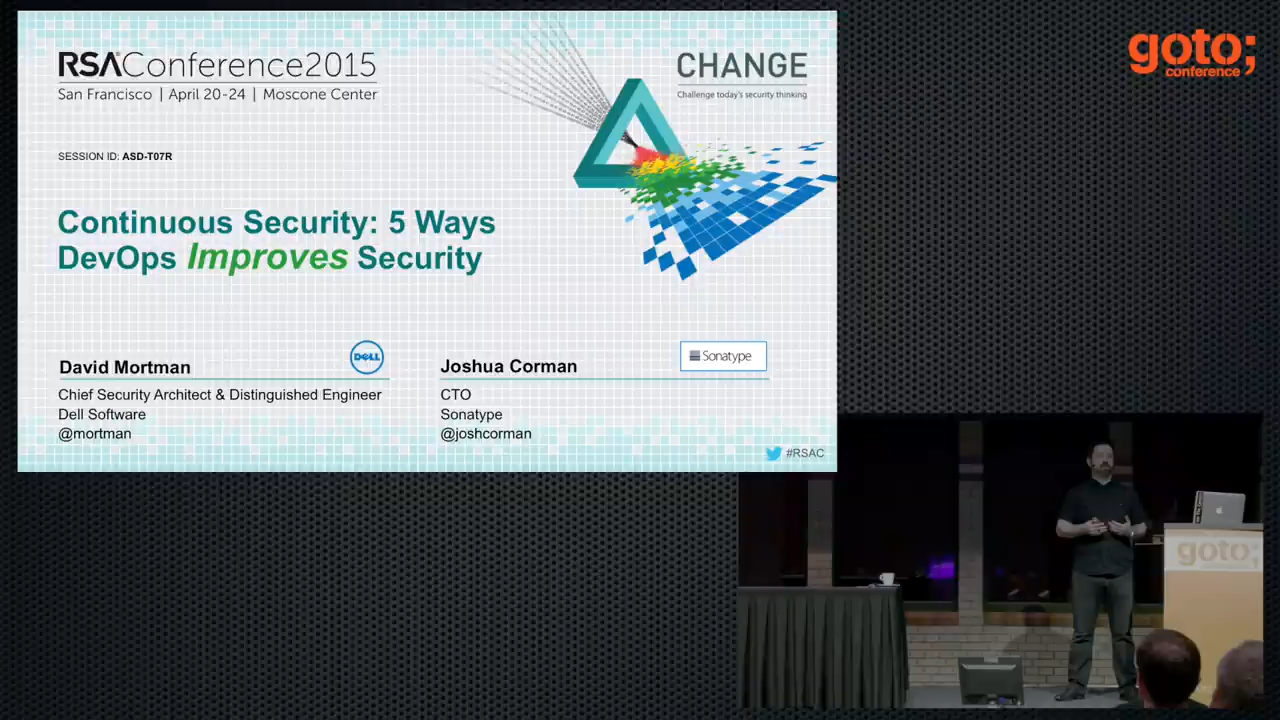 RSAConference2015
San Francisco | April 20-24 | Moscone Center
CHANGE
Challenge today's security thinking
SESSION ID: ASD-T07R
Continuous Security: 5 Ways
DevOps Improves Security
David Mortman
DELL
Chief Security Architect & Distinguished Engineer
Dell Software
@mortman
Joshua Corman
Sonatype
CTO
Sonatype
@joshcorman
#RSAC
goto;
conference
goto;